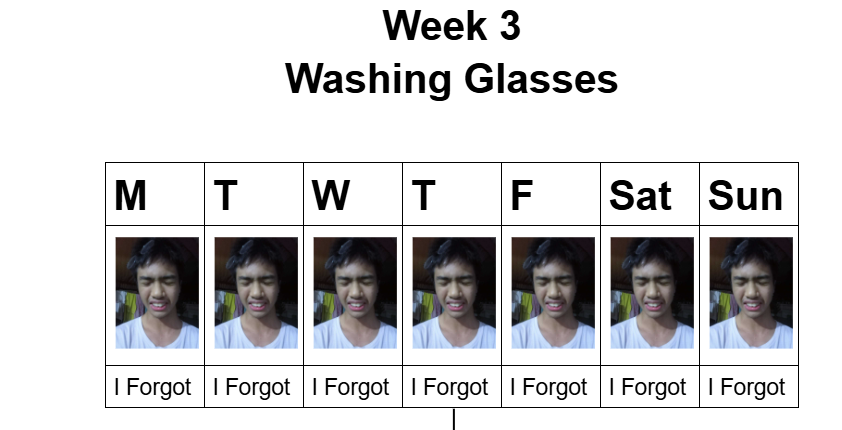 Week 3
Washing Glasses
M T W T F Sat Sun
I Forgot I Forgot I Forgot I Forgot I Forgot I Forgot I Forgot